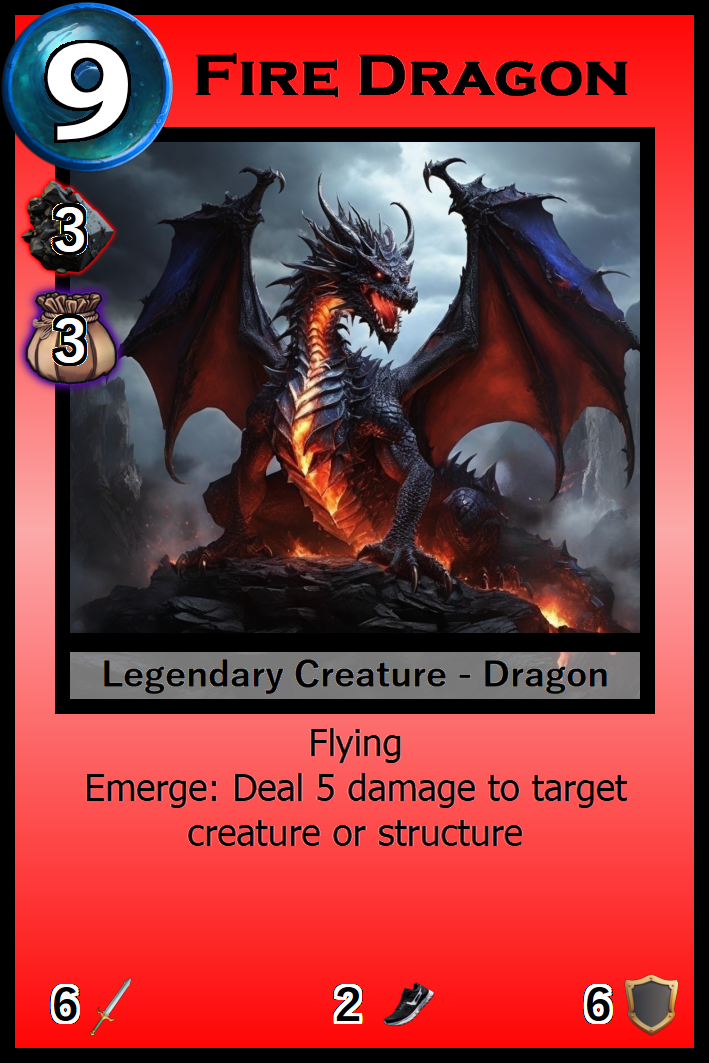 9
Fire Dragon
3
3
Legendary Creature - Dragon
Flying
Emerge: Deal 5 damage to target
creature or structure
6 2 6